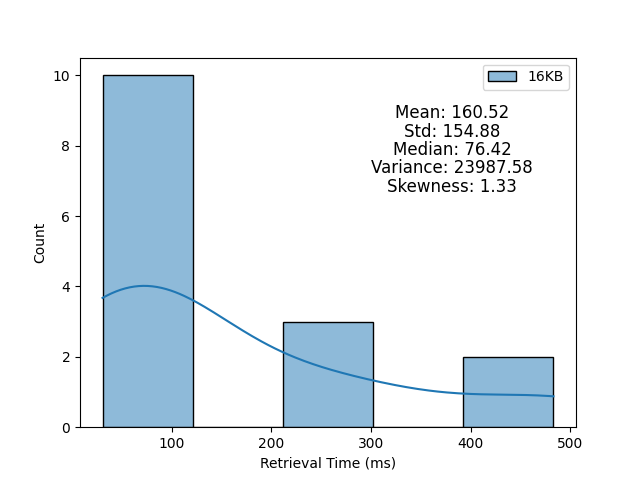 16KB
Mean: 160.52
Std: 154.88
Median: 76.42
Variance: 23987.58
Skewness: 1.33
10
8
6
4
2
0
Count
100 200 300 400 500
Retrieval Time (ms)